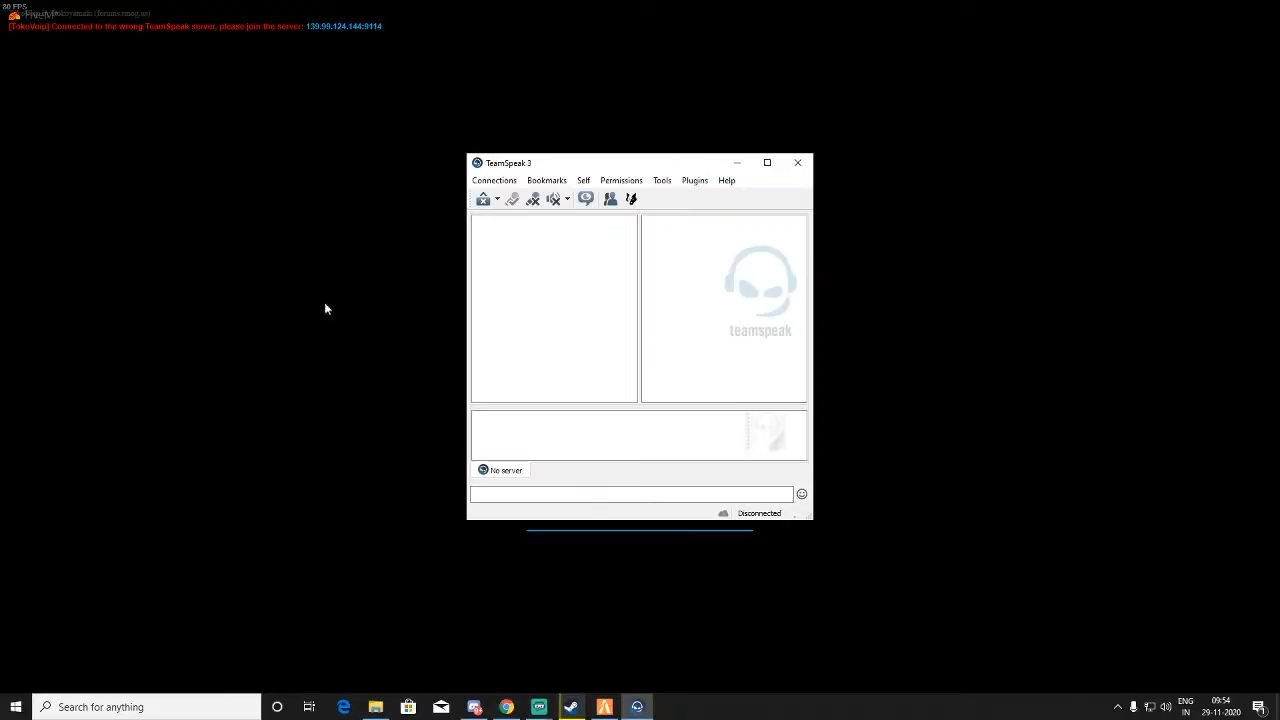 80 FPS
[TokoVoip] Connected to the wrong TeamSpeak server, please join the server: 139.99.124.144:9114
TeamSpeak 3
Connections Bookmarks Self Permissions Tools Plugins Help
teamspeak
No server
Disconnected
Search for anything
ENG
IN
09:54
29-11-2020